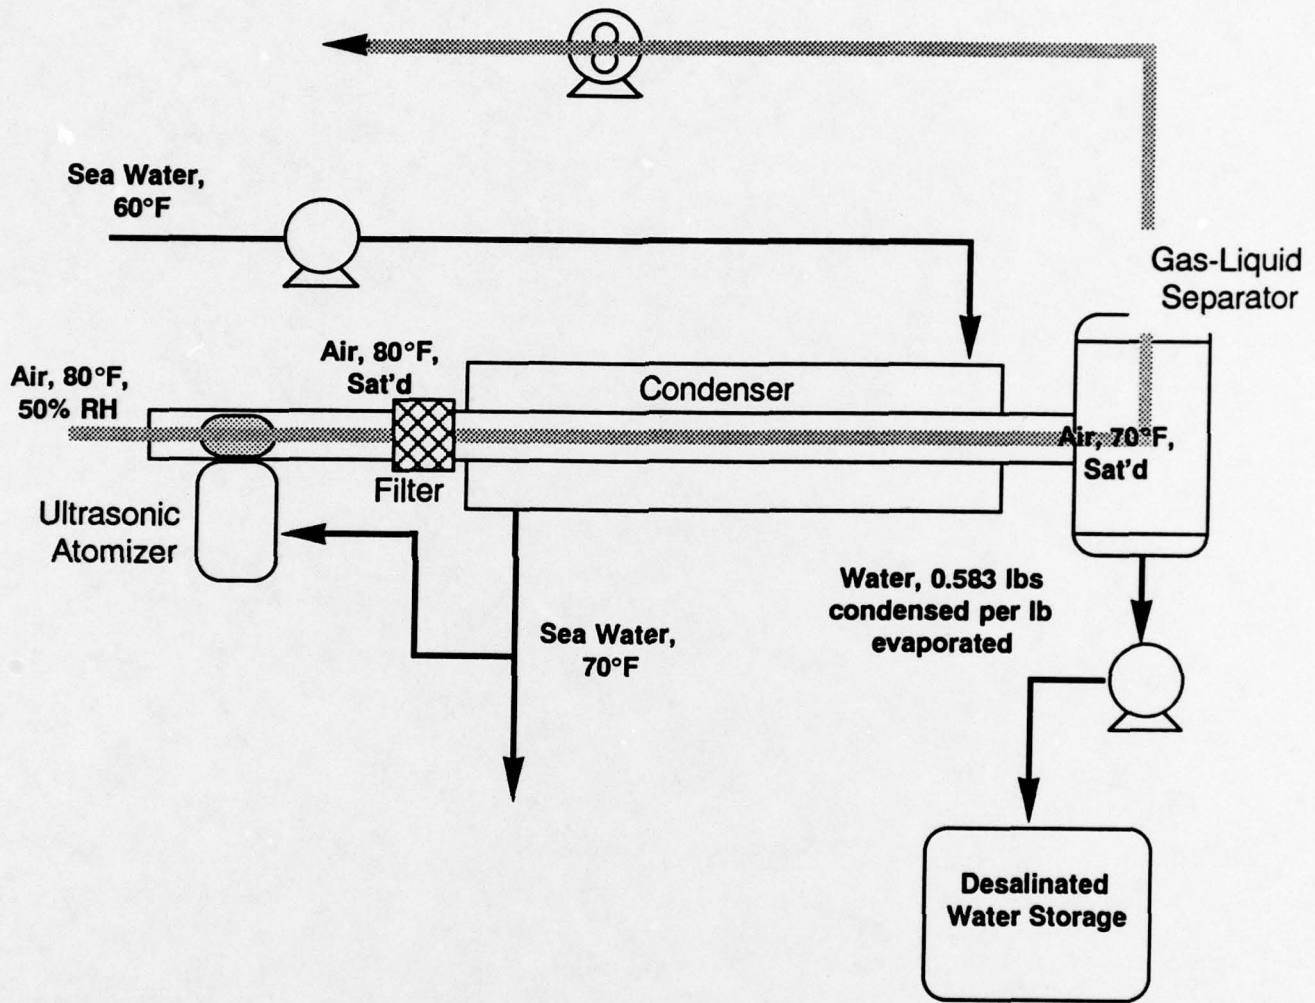 Sea Water,
60°F
Gas-Liquid
Separator
Air, 80°F,
50% RH
Air, 80°F,
Sat'd
Condenser
Air, 70°F,
Sat'd
Filter
Ultrasonic
Atomizer
Water, 0.583 lbs
condensed per lb
evaporated
Sea Water,
70°F
Desalinated
Water Storage